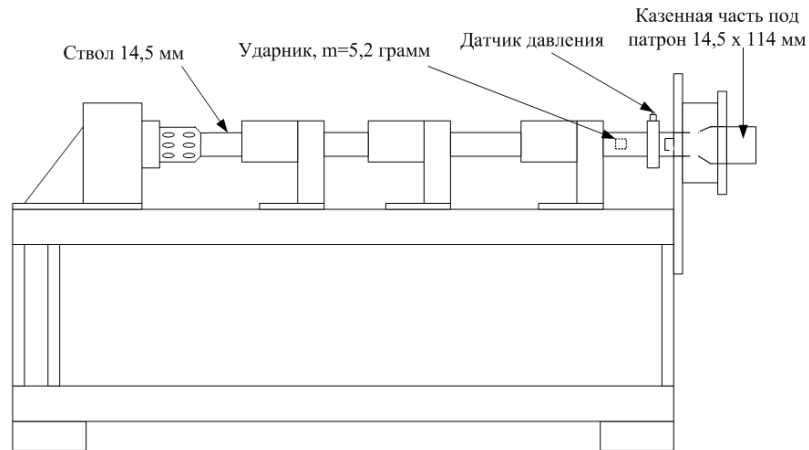 Казенная часть под
патрон 14,5 x 114 мм
Датчик давления
Ударник, m=5,2 грамм
Ствол 14,5 мм